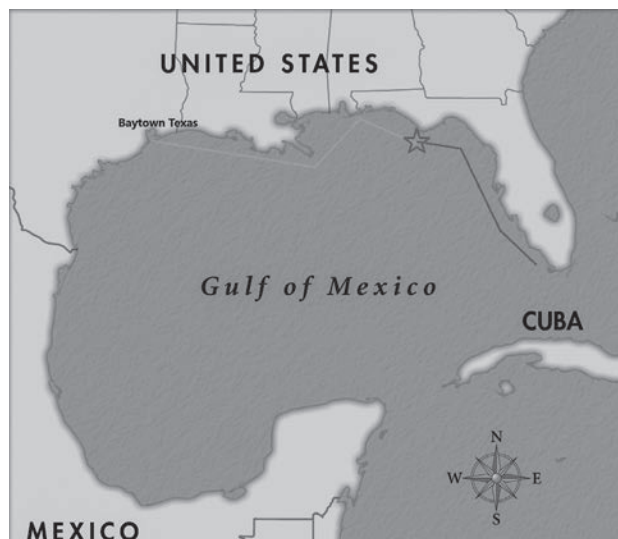 UNITED STATES
Baytown Texas
Gulf of Mexico
CUBA
N
W E
S
MEXICO